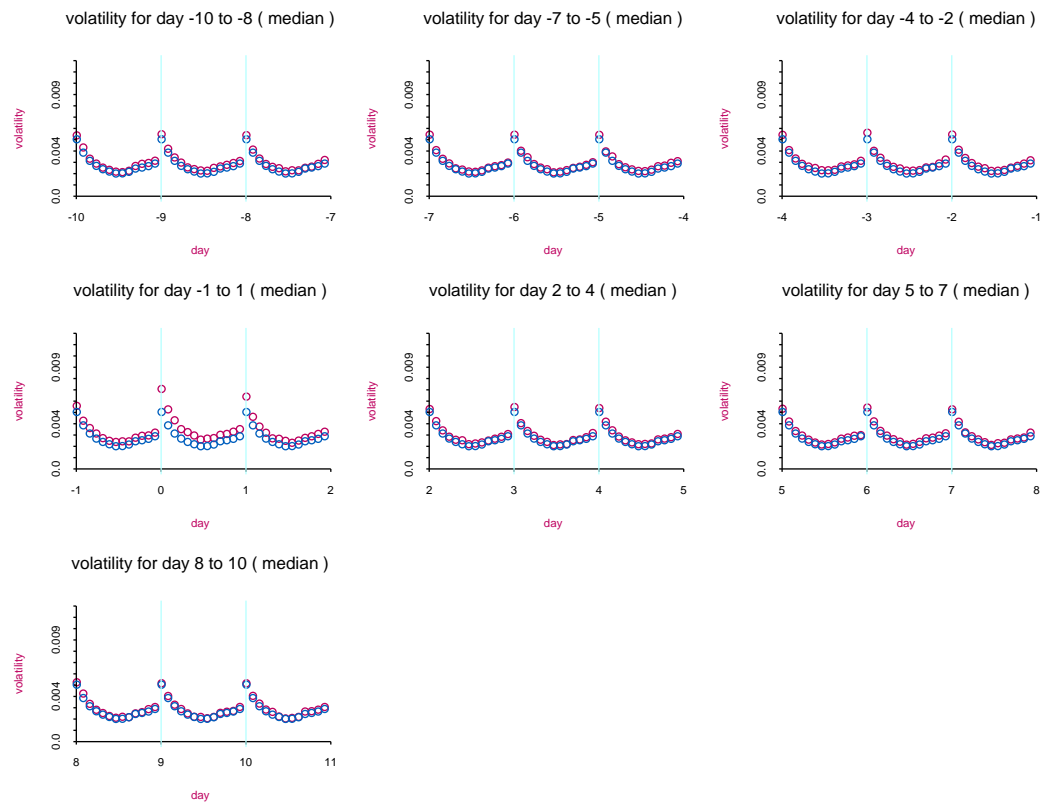 volatility for day -10 to -8 ( median )
volatility
0.0 0.004 0.009
-10 -9 -8 -7
day
volatility for day -7 to -5 ( median )
volatility
0.0 0.004 0.009
-7 -6 -5 -4
day
volatility for day -4 to -2 ( median )
volatility
0.0 0.004 0.009
-4 -3 -2 -1
day
volatility for day -1 to 1 ( median )
volatility
0.0 0.004 0.009
-1 0 1 2
day
volatility for day 2 to 4 ( median )
volatility
0.0 0.004 0.009
2 3 4 5
day
volatility for day 5 to 7 ( median )
volatility
0.0 0.004 0.009
5 6 7 8
day
volatility for day 8 to 10 ( median )
volatility
0.0 0.004 0.009
8 9 10 11
day